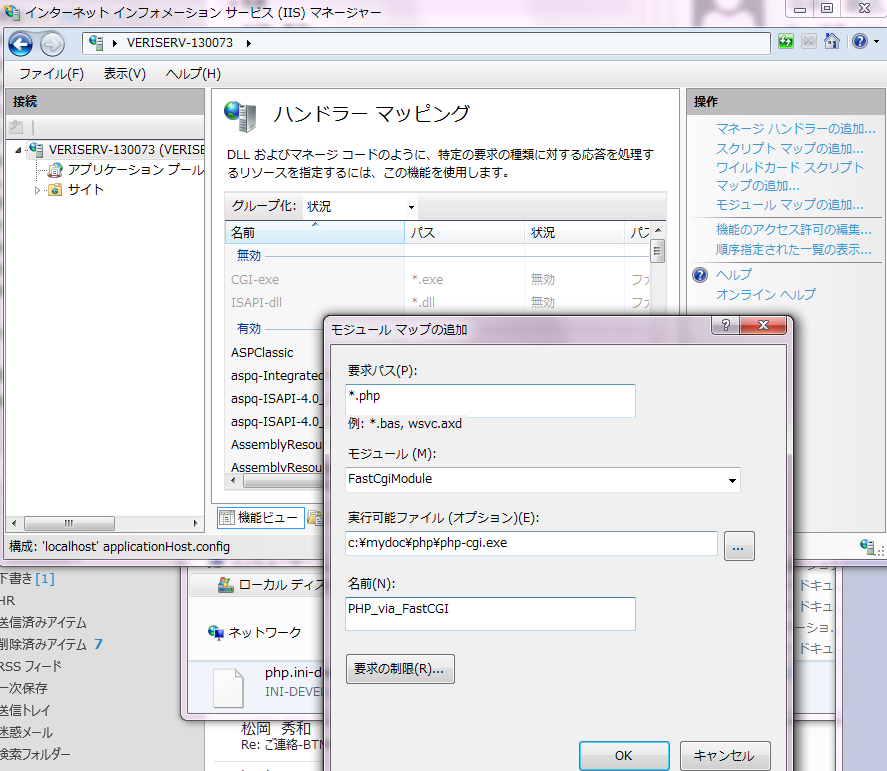 インターネット インフォメーション サービス (IIS) マネージャー
VERISERV-130073
ファイル(F) 表示(V) ヘルプ(H)
接続
VERISERV-130073 (VERISE
アプリケーション プール
サイト
ハンドラー マッピング
DLL およびマネージ コードのように、特定の要求の種類に対する応答を処理す
るリソースを指定するには、この機能を使用します。
グループ化: 状況
名前 パス 状況 パス
無効
CGI-exe *.exe 無効 ファ
ISAPI-dll *.dll 無効 ファ
有効
ASPClassic
aspq-Integrated
aspq-ISAPI-4.0_
aspq-ISAPI-4.0_
AssemblyResou
AssemblyResou
機能ビュー
操作
マネージ ハンドラーの追加...
スクリプト マップの追加...
ワイルドカード スクリプト
マップの追加...
モジュール マップの追加...
機能のアクセス許可の編集...
順序指定された一覧の表示...
ヘルプ
オンライン ヘルプ
構成: 'localhost' applicationHost.config
モジュール マップの追加
要求パス(P):
*.php
例: *.bas, wsvc.axd
モジュール (M):
FastCgiModule
実行可能ファイル (オプション)(E):
c:¥mydoc¥php¥php-cgi.exe
...
名前(N):
PHP_via_FastCGI
要求の制限(R)...
OK キャンセル
下書き [1]
HR
送信済みアイテム
削除済みアイテム 7
RSS フィード
一次保存
送信トレイ
迷惑メール
検索フォルダー
ローカル ディス
ネットワーク
php.ini-d
INI-DEVEL
松岡 秀和
Re: ご連絡-BTM
ドキュ
ドキュ
ーショ.
ドキュ